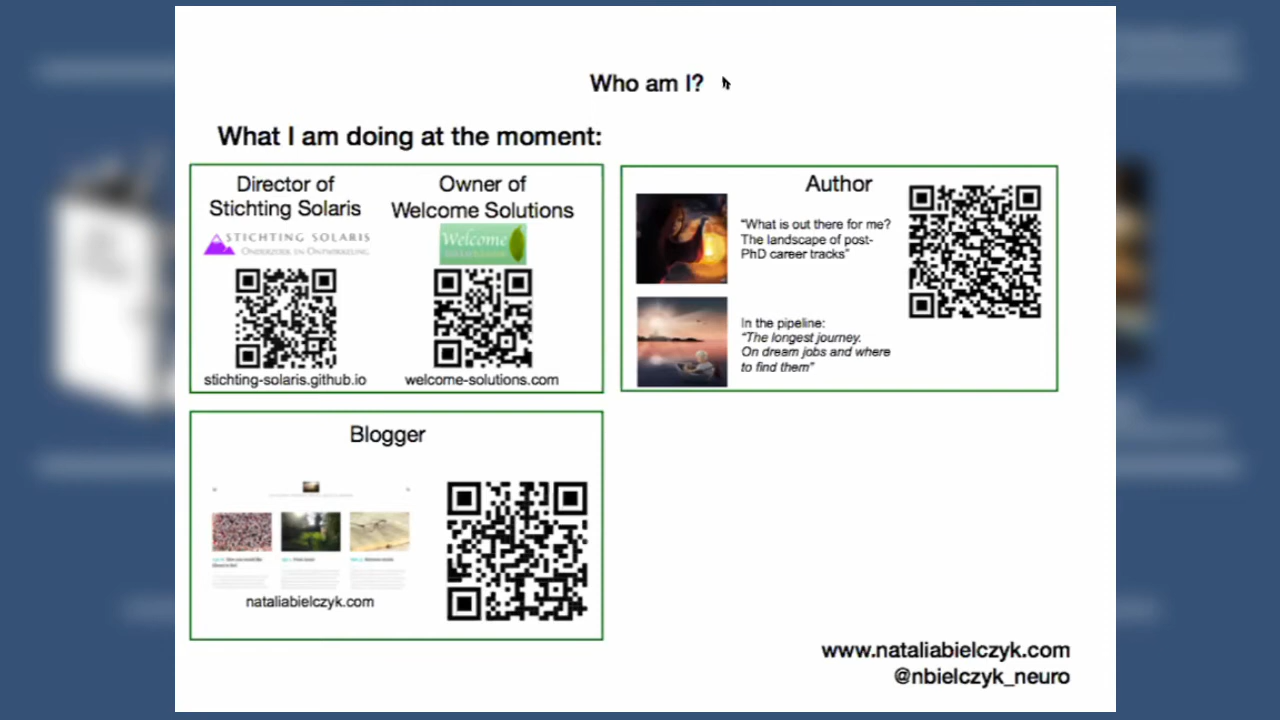 Who am I?
What I am doing at the moment:
Director of
Stichting Solaris
STICHTING SOLARIS
ONDERZOEK EN ONTWIKKELING
stichting-solaris.github.io
Owner of
Welcome Solutions
Welcome
welcome-solutions.com
Author
“What is out there for me?
The landscape of post-
PhD career tracks”
In the pipeline:
“The longest journey.
On dream jobs and where
to find them”
Blogger
nataliabielczyk.com
www.nataliabielczyk.com
@nbielczyk_neuro